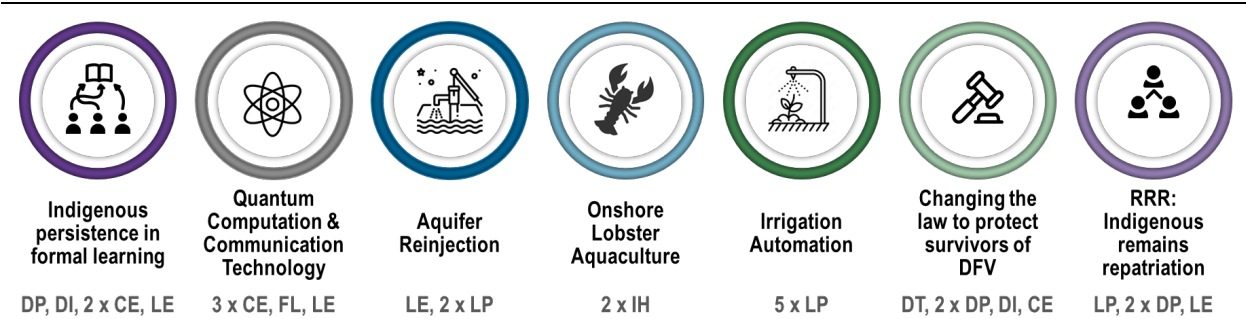 Indigenous
persistence in
formal learning
DP, DI, 2 x CE, LE
Quantum
Computation &
Communication
Technology
3 x CE, FL, LE
Aquifer
Reinjection
LE, 2 x LP
Onshore
Lobster
Aquaculture
2 x IH
Irrigation
Automation
5 x LP
Changing the
law to protect
survivors of
DFV
DT, 2 x DP, DI, CE
RRR:
Indigenous
remains
repatriation
LP, 2 x DP, LE